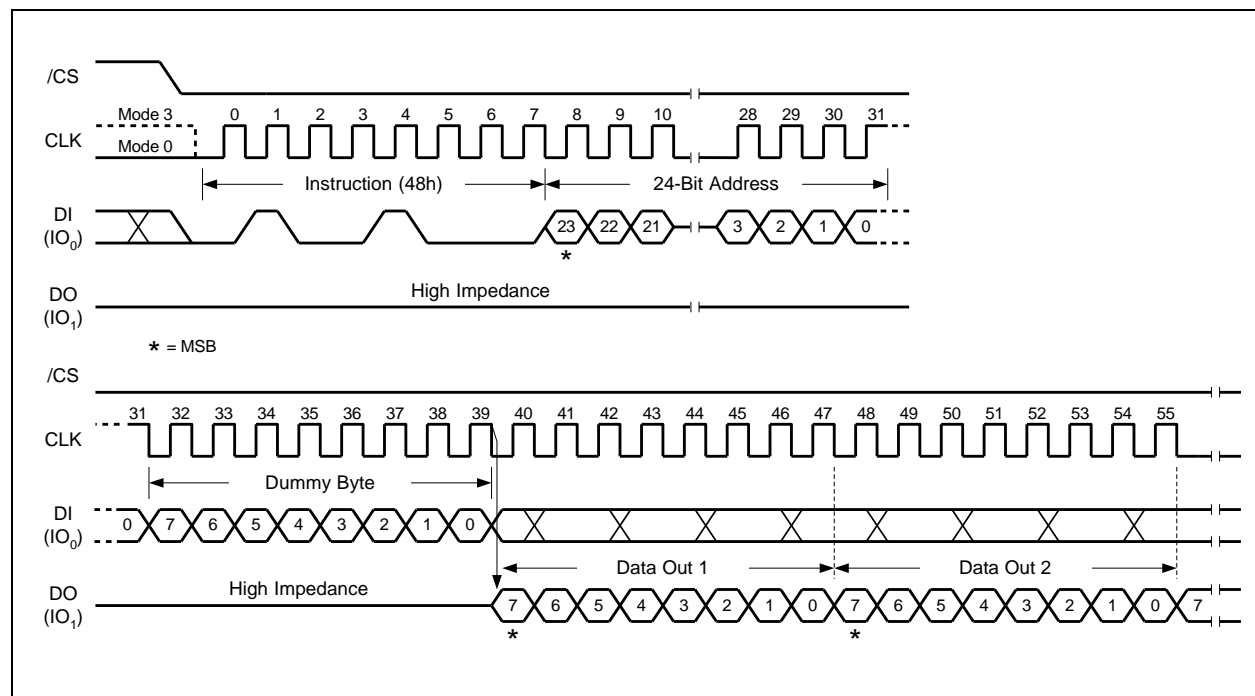 /CS
Mode 3 0 1 2 3 4 5 6 7 8 9 10 28 29 30 31
CLK
Mode 0
Instruction (48h) 24-Bit Address
DI
(IO0) 23 22 21 3 2 1 0
*
DO
(IO1)
High Impedance
* = MSB
/CS
31 32 33 34 35 36 37 38 39 40 41 42 43 44 45 46 47 48 49 50 51 52 53 54 55
CLK
Dummy Byte
DI
(IO0) 0 7 6 5 4 3 2 1 0
Data Out 1 Data Out 2
High Impedance
DO
(IO1) 7 6 5 4 3 2 1 0 7 6 5 4 3 2 1 0 7
* *